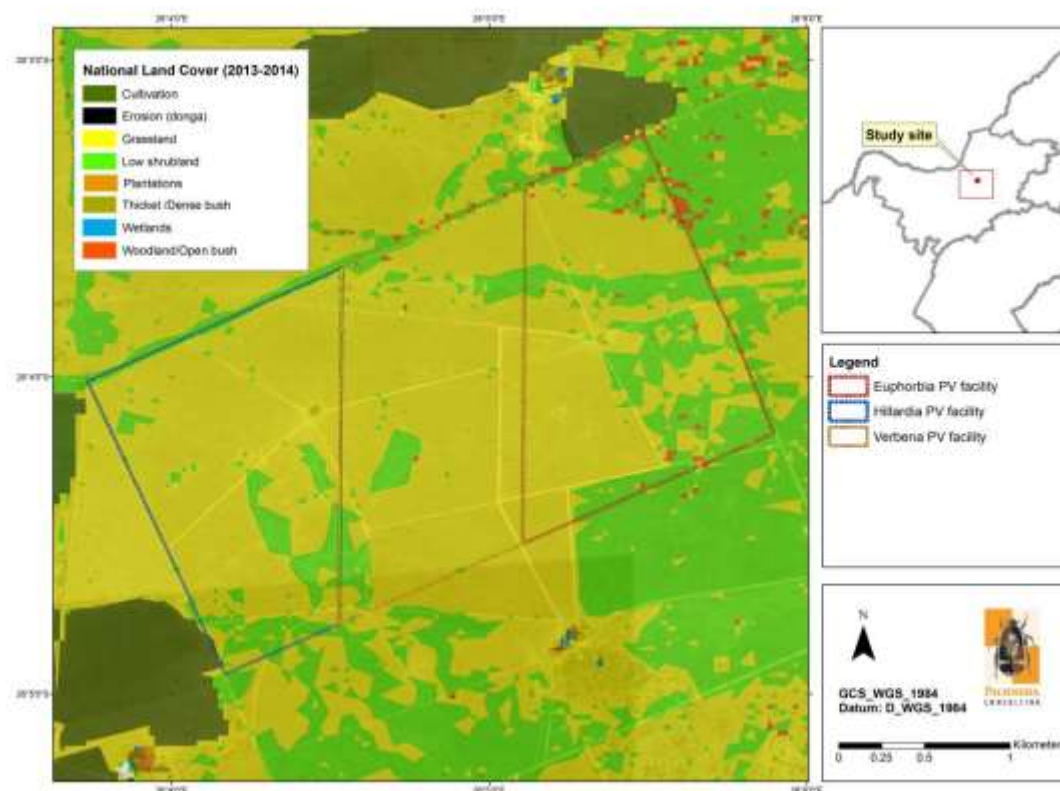 National Land Cover (2013-2014)
Cultivation
Erosion (donga)
Grassland
Low shrubland
Plantations
Thicket /Dense bush
Wetlands
Woodland/Open bush
Study site
Legend
Euphorbia PV facility
Hillardia PV facility
Verbena PV facility
N
GCS_WGS_1984
Datum: D_WGS_1984
CONSULTING
Kilometers
0 0.25 0.5 1